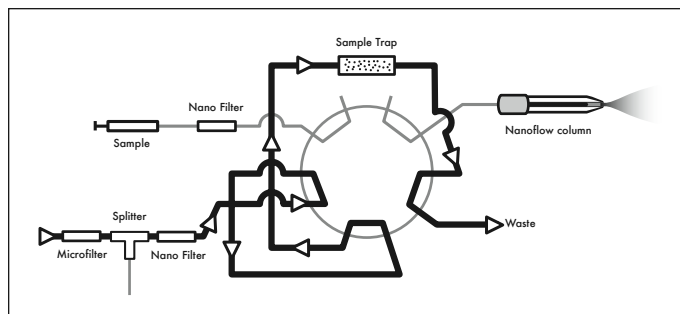 Sample Trap
Nano Filter
Sample
Nanoflow column
Splitter
Waste
Microfilter
Nano Filter